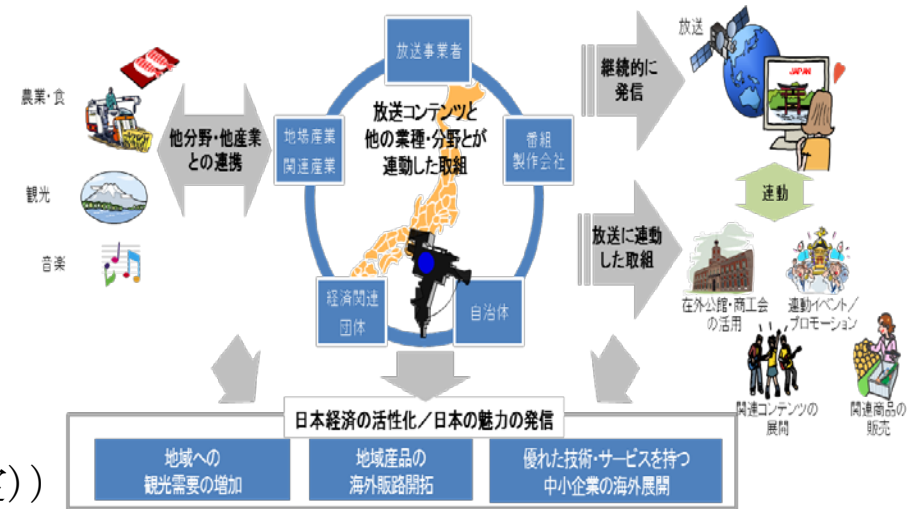 放送事業者
放送
農業・食
他分野・他産業
との連携
地場産業
関連産業
放送コンテンツと
他の業種・分野とが
連動した取組
番組
製作会社
継続的に
発信
JAPAN
観光
音楽
連動
放送に連動
した取組
経済関連
団体
自治体
在外公館・商工会
の活用
連動イベント/
プロモーション
関連コンテンツの
展開
関連商品の
販売
日本経済の活性化/日本の魅力の発信
地域への
観光需要の増加
地域産品の
海外販路開拓
優れた技術・サービスを持つ
中小企業の海外展開
))